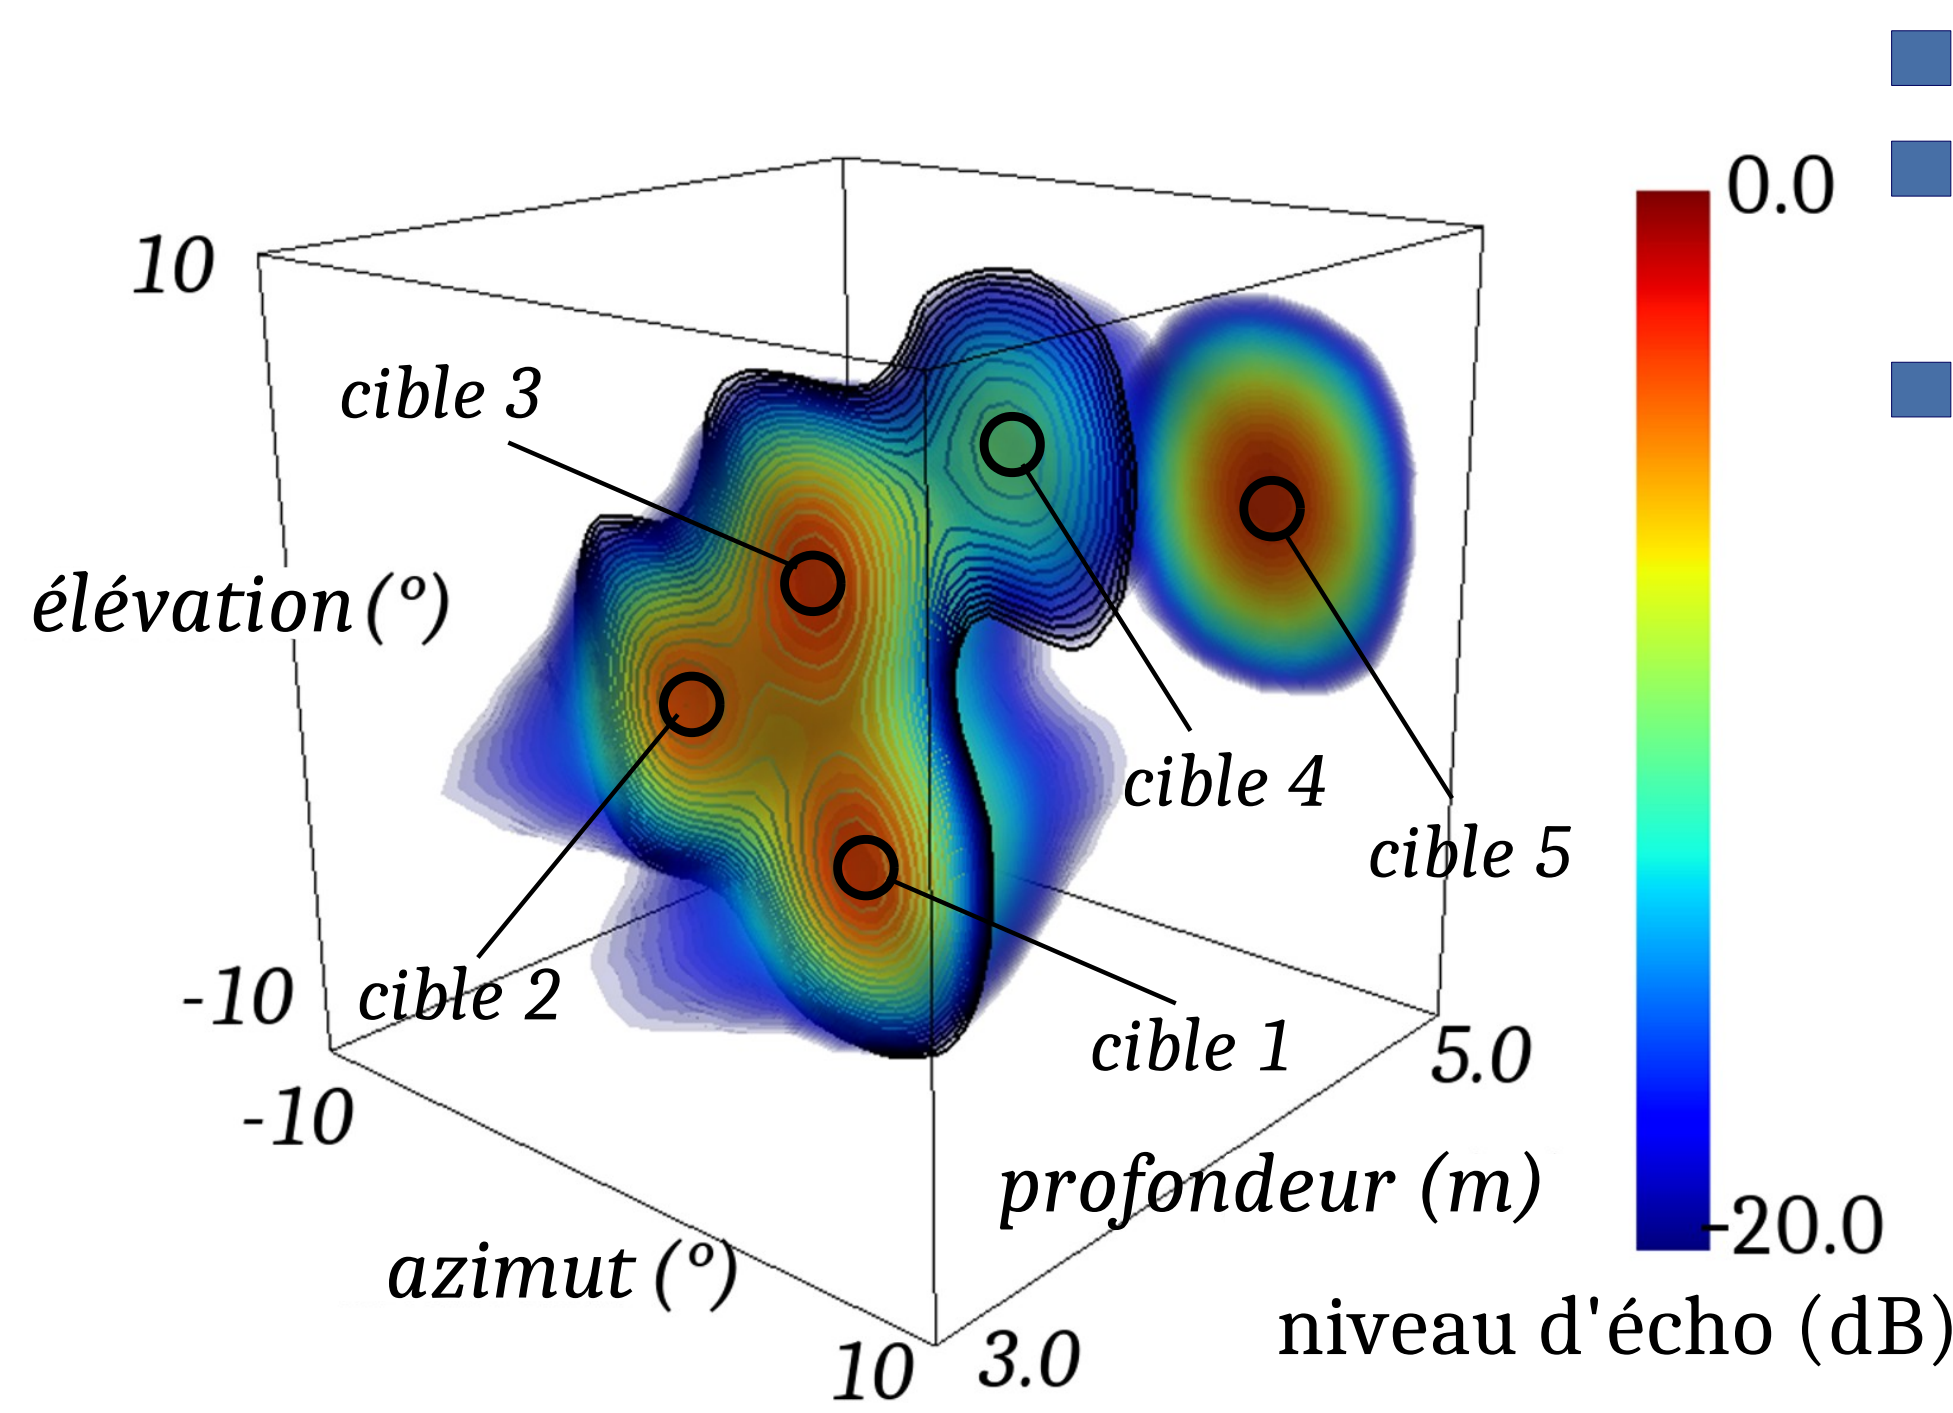 0.0
10
cible 3
élévation (°)
cible 4
cible 5
-10
cible 2
cible 1
5.0
-10
profondeur (m)
-20.0
azimut (°)
niveau d'écho (dB)
10
3.0